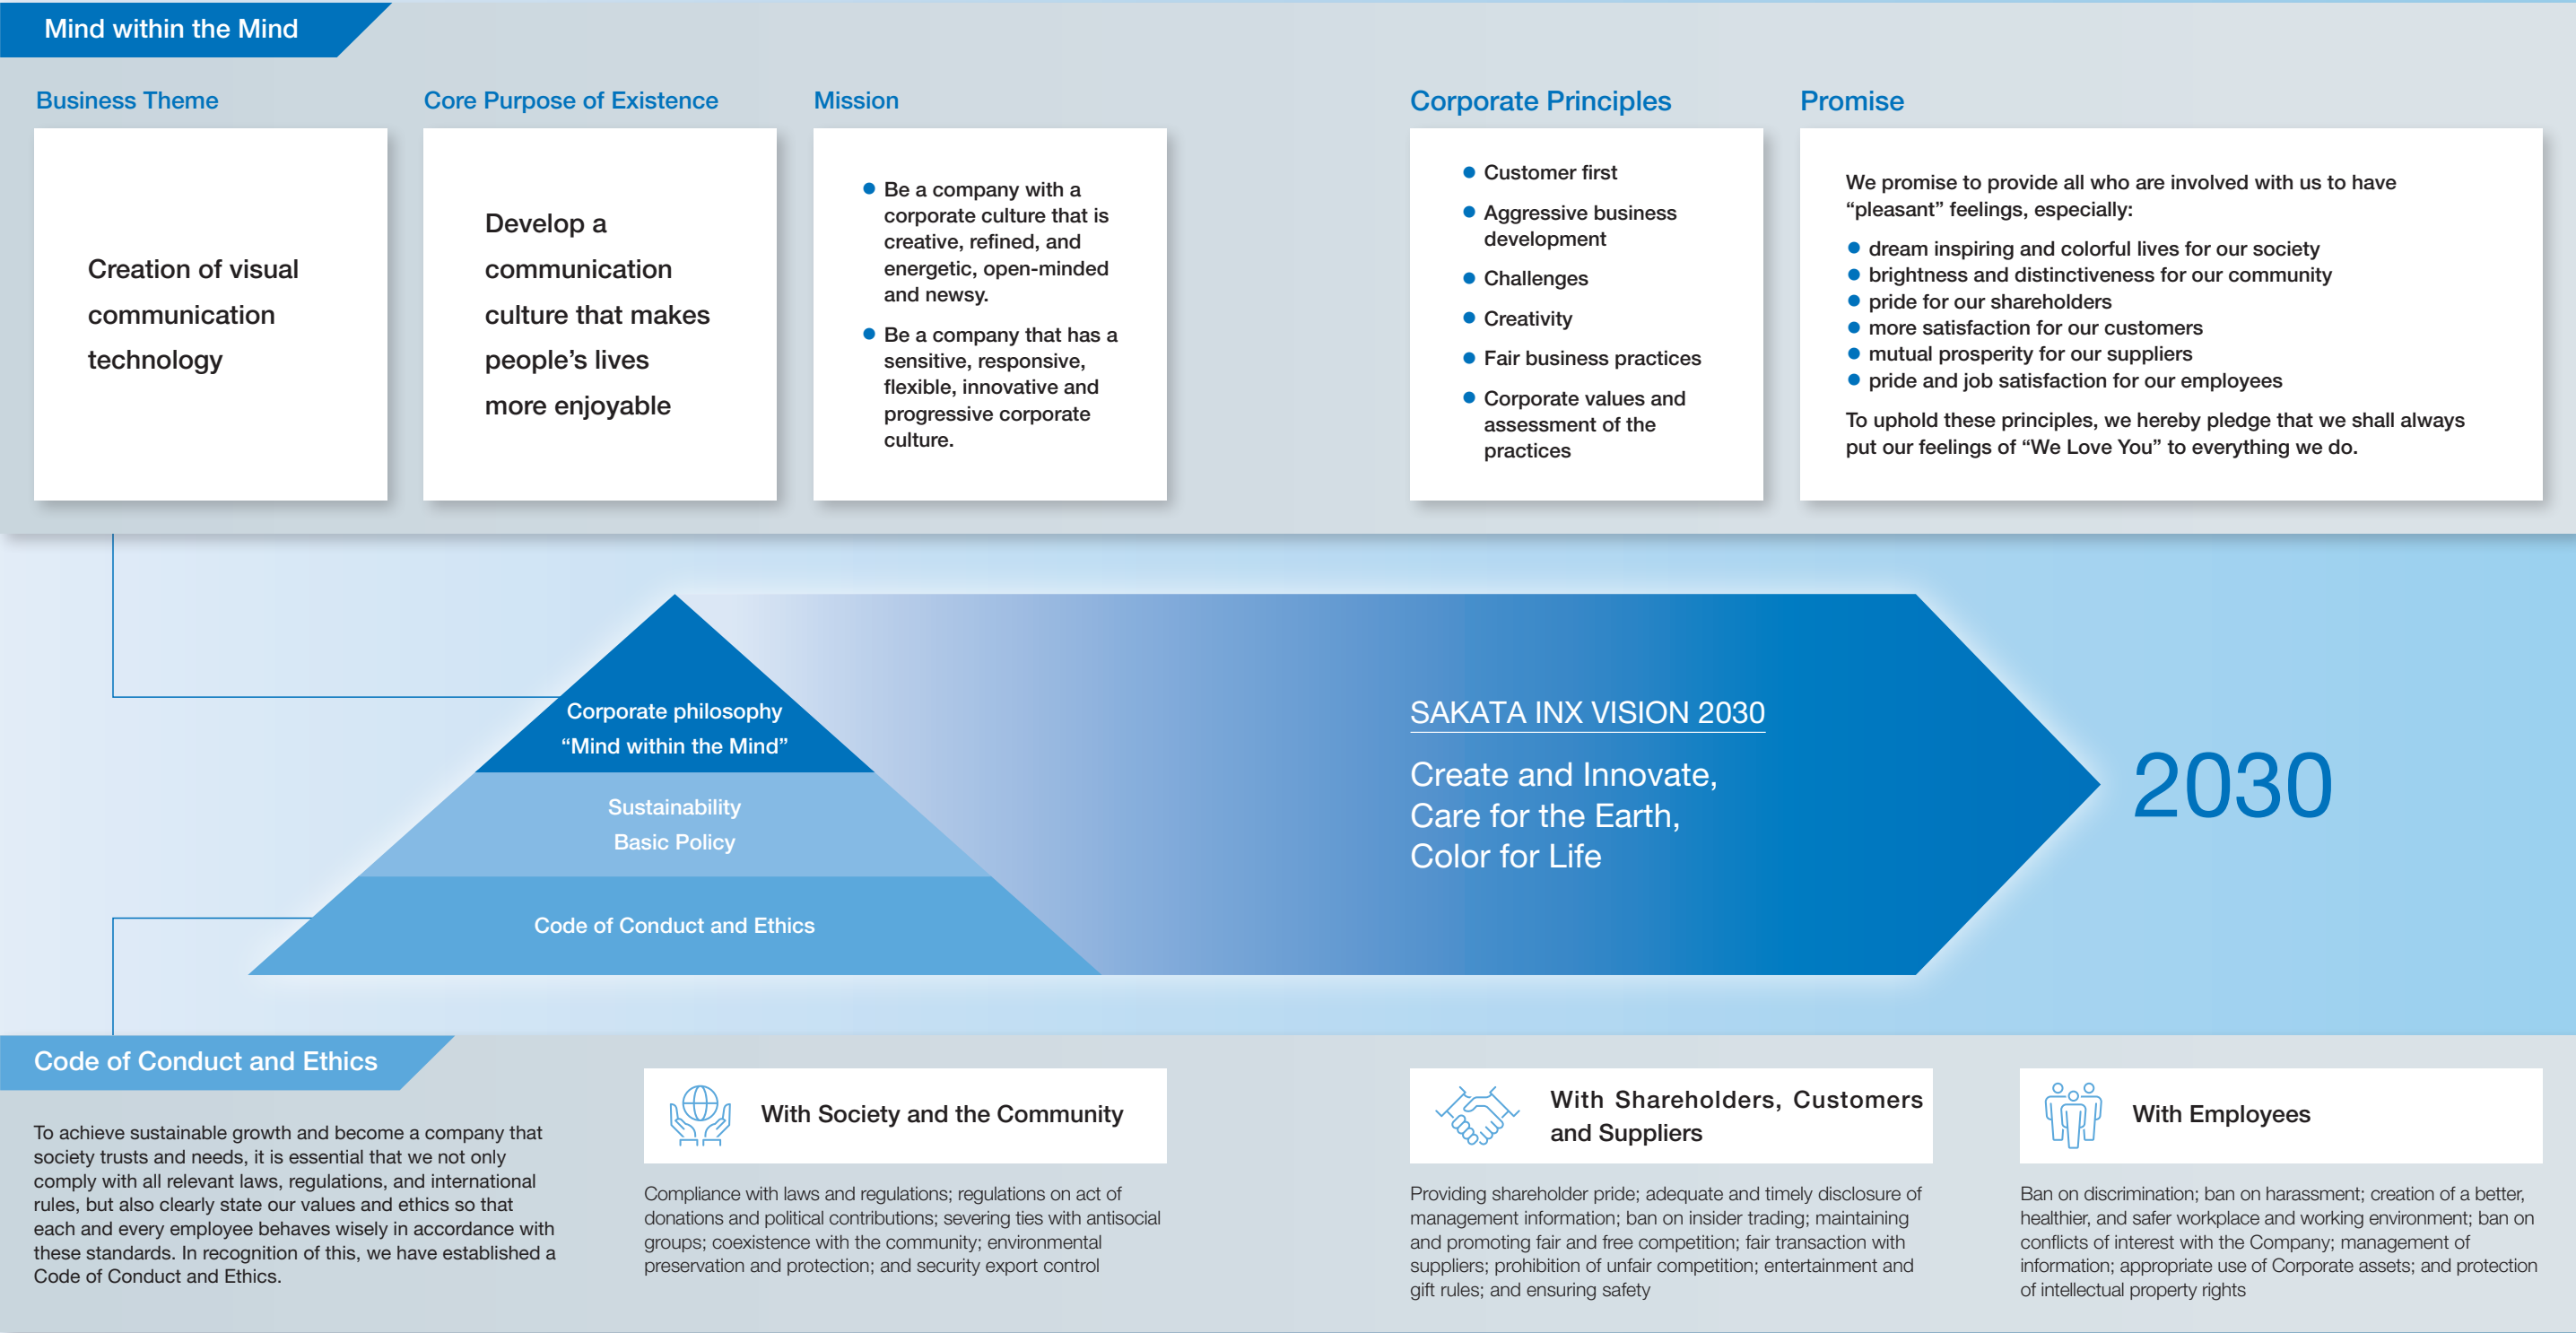 Mind within the Mind
Business Theme
Creation of visual
communication
technology
Core Purpose of Existence
Develop a
communication
culture that makes
people’s lives
more enjoyable
Mission
● Be a company with a
corporate culture that is
creative, refined, and
energetic, open-minded
and newsy.
● Be a company that has a
sensitive, responsive,
flexible, innovative and
progressive corporate
culture.
Corporate Principles
● Customer first
● Aggressive business
development
● Challenges
● Creativity
● Fair business practices
● Corporate values and
assessment of the
practices
Promise
We promise to provide all who are involved with us to have
“pleasant” feelings, especially:
● dream inspiring and colorful lives for our society
● brightness and distinctiveness for our community
● pride for our shareholders
● more satisfaction for our customers
● mutual prosperity for our suppliers
● pride and job satisfaction for our employees
To uphold these principles, we hereby pledge that we shall always
put our feelings of “We Love You” to everything we do.
Corporate philosophy
“Mind within the Mind”
Sustainability
Basic Policy
Code of Conduct and Ethics
SAKATA INX VISION 2030
Create and Innovate,
Care for the Earth,
Color for Life
2030
Code of Conduct and Ethics
To achieve sustainable growth and become a company that
society trusts and needs, it is essential that we not only
comply with all relevant laws, regulations, and international
rules, but also clearly state our values and ethics so that
each and every employee behaves wisely in accordance with
these standards. In recognition of this, we have established a
Code of Conduct and Ethics.
With Society and the Community
Compliance with laws and regulations; regulations on act of
donations and political contributions; severing ties with antisocial
groups; coexistence with the community; environmental
preservation and protection; and security export control
With Shareholders, Customers
and Suppliers
Providing shareholder pride; adequate and timely disclosure of
management information; ban on insider trading; maintaining
and promoting fair and free competition; fair transaction with
suppliers; prohibition of unfair competition; entertainment and
gift rules; and ensuring safety
With Employees
Ban on discrimination; ban on harassment; creation of a better,
healthier, and safer workplace and working environment; ban on
conflicts of interest with the Company; management of
information; appropriate use of Corporate assets; and protection
of intellectual property rights